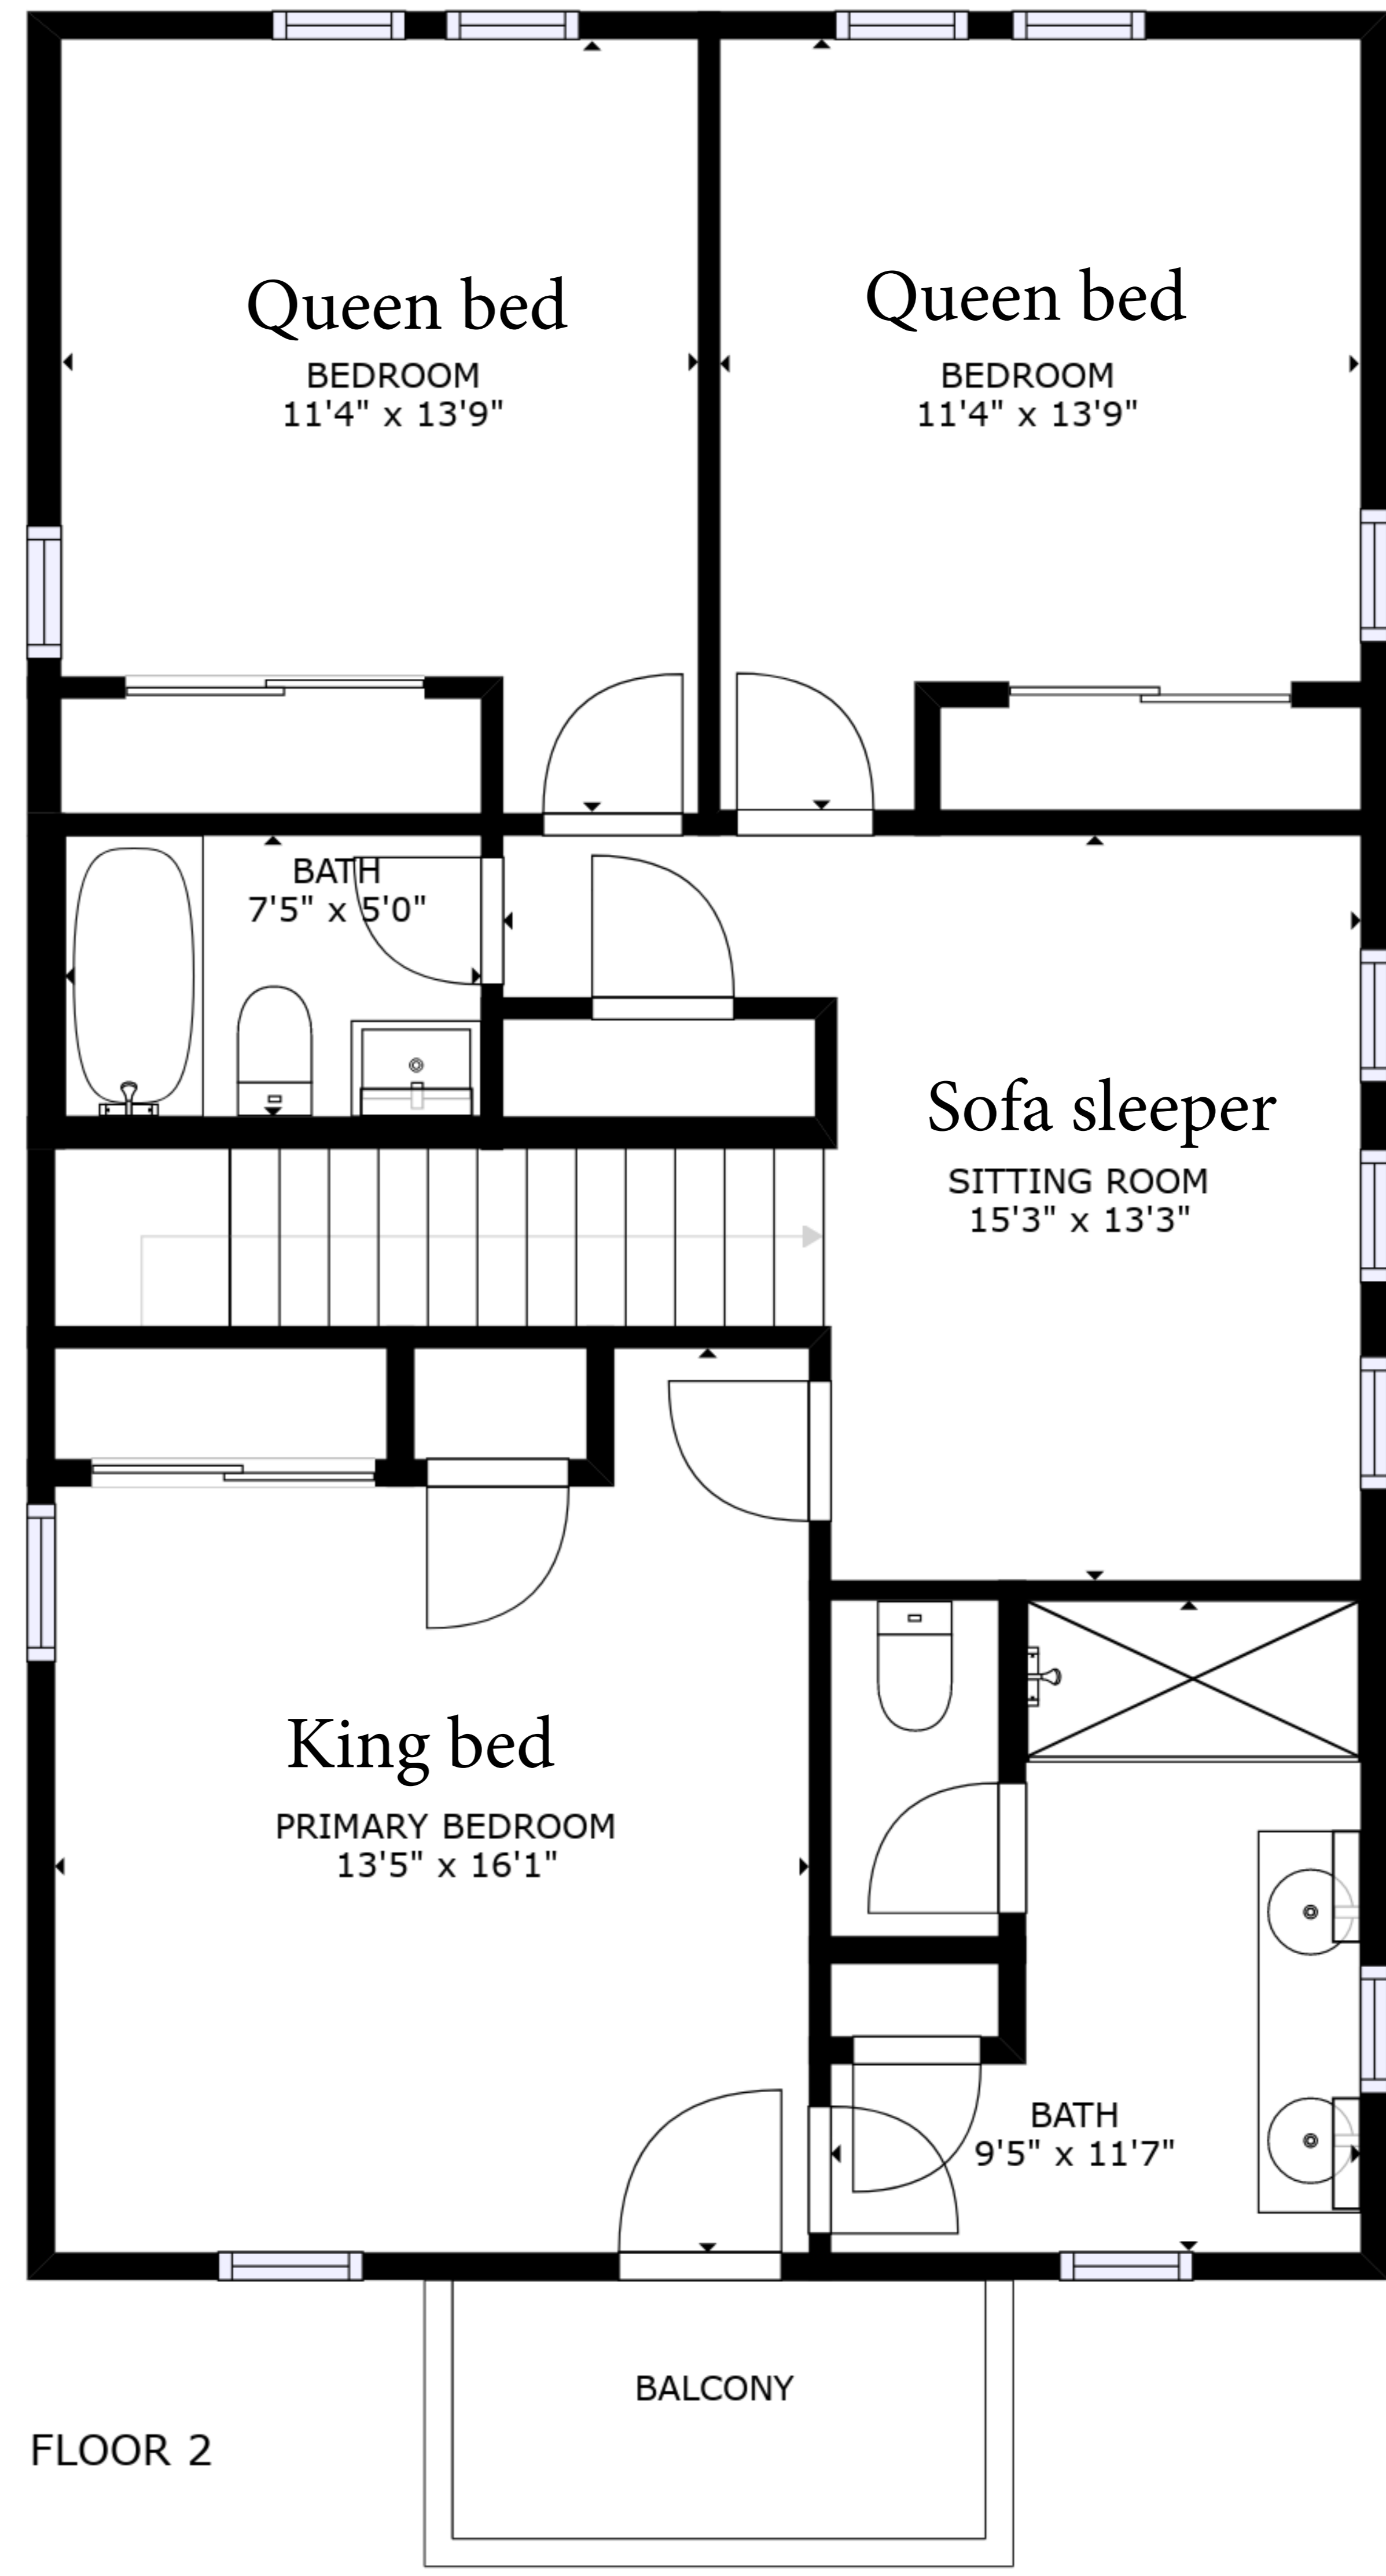 Queen bed
BEDROOM
11'4" x 13'9"
Queen bed
BEDROOM
11'4" x 13'9"
BATH
7'5" x 5'0"
Sofa sleeper
SITTING ROOM
15'3" x 13'3"
King bed
PRIMARY BEDROOM
13'5" x 16'1"
BATH
9'5" x 11'7"
BALCONY
FLOOR 2